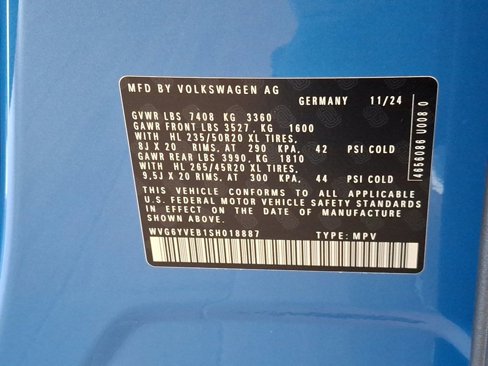 MFD BY VOLKSWAGEN AG
GERMANY 11/24
GVWR LBS 7408 KG 3360
GAWR FRONT LBS 3527, KG 1600
WITH HL 235/50R20 XL TIRES,
8J X 20 RIMS, AT 290 KPA, 42 PSI COLD
GAWR REAR LBS 3990, KG 1810
WITH HL 265/45R20 XL TIRES,
9,5J X 20 RIMS, AT 300 KPA, 44 PSI COLD
THIS VEHICLE CONFORMS TO ALL APPLICABLE
U.S. FEDERAL MOTOR VEHICLE SAFETY STANDARDS
IN EFFECT ON THE DATE OF MANUFACTURE
SHOWN ABOVE.
WVG6YVEB1SH018887 TYPE: MPV
4656086 U008 0